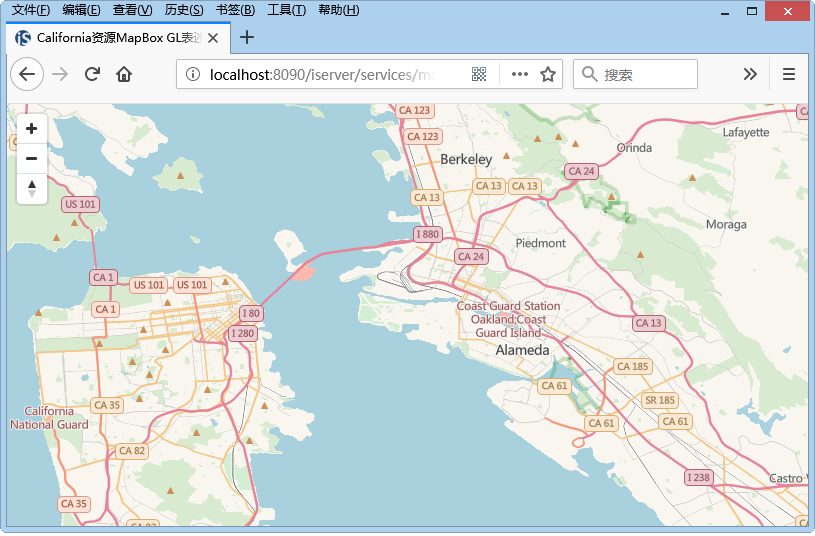 文件(F) 编辑(E) 查看(V) 历史(S) 书签(B) 工具(T) 帮助(H)
iS California资源MapBox GL表
localhost:8090/iserver/services/m
搜索
CA 123
CA 123
Lafayette
Orinda
Berkeley
CA 24
CA 13
CA 13
CA 13
US 101
Moraga
I 880
Piedmont
CA 24
CA 1
US 101
US 101
CA 1
Coast Guard Station
Oakland;Coast
Guard Island
I 80
CA 13
I 280
Alameda
CA 185
CA 61
CA 35
SR 185
California
National Guard
CA 61
CA 61
CA 82
I 238
Castro
CA 35